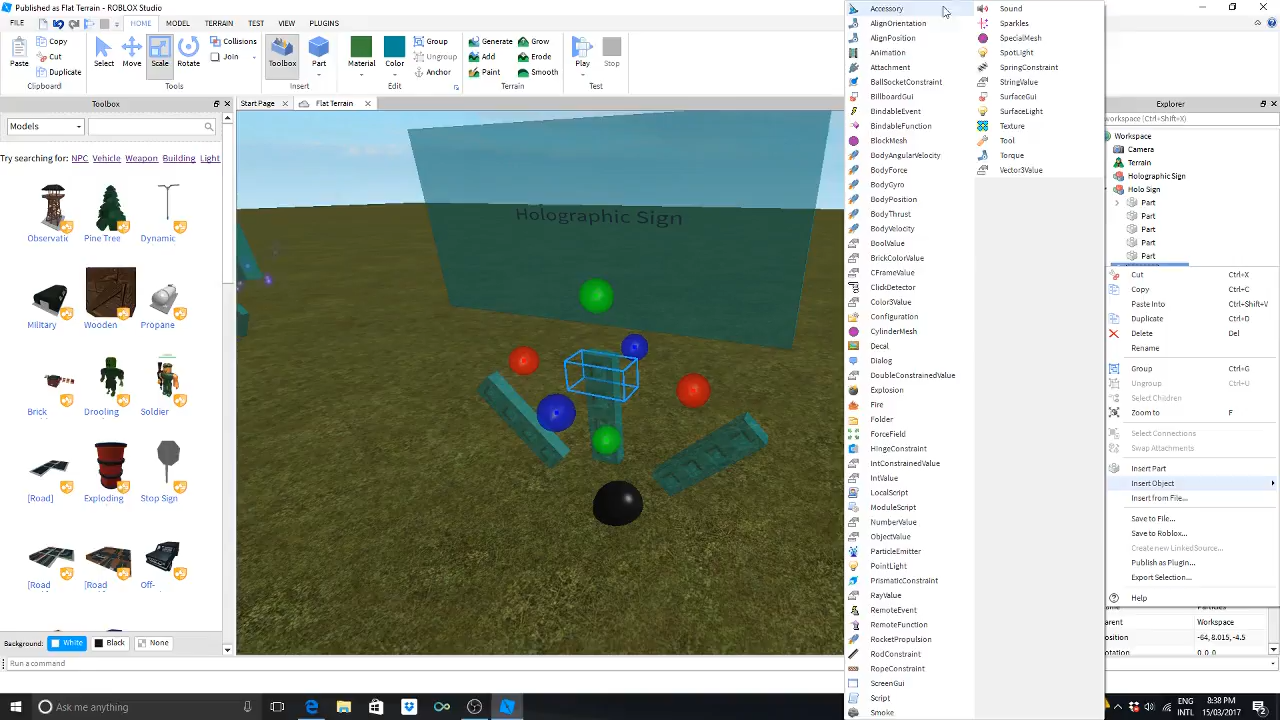 Published as Flat Terrain - ROBLOX Studio
FILE
HOME
MODEL
TERRAIN
TEST
VIEW
PLUGINS
Paste
Copy
Cut
Duplicate
Clipboard
Select
Move
Scale
Collisions
Join
Tools
Toolbox
Part
Insert
Material
Color
Group
Ungroup
Anchor
Edit
Generate
Grow
Add
Erode
Paint
Smooth
Terrain
Play
Stop
Test
Toolbox
Models
Try searching for: NPC Vehicle Weapon Building Light
Observatic
Pine Tree
Dynamic
Military
Wooden
Propane
Brick
Drooling
Soldier
[Road]
Exploding
Stop Sign
[Road
[Road
Off-
Background: White Black None
Run a command
Start Page
Flat Terrain
Holographic Sign
Accessory
AlignOrientation
AlignPosition
Animation
Attachment
BallSocketConstraint
BillboardGui
BindableEvent
BindableFunction
BlockMesh
BodyAngularVelocity
BodyForce
BodyGyro
BodyPosition
BodyThrust
BodyVelocity
BoolValue
BrickColorValue
CFrameValue
ClickDetector
Color3Value
Configuration
CylinderMesh
Decal
Dialog
DoubleConstrainedValue
Explosion
Fire
Folder
ForceField
HingeConstraint
IntConstrainedValue
IntValue
LocalScript
ModuleScript
NumberValue
ObjectValue
ParticleEmitter
PointLight
PrismaticConstraint
RayValue
RemoteEvent
RemoteFunction
RocketPropulsion
RodConstraint
RopeConstraint
ScreenGui
Script
Smoke
Sound
Sparkles
SpecialMesh
SpotLight
SpringConstraint
StringValue
SurfaceGui
SurfaceLight
Texture
Tool
Torque
Vector3Value
Explorer
workspace (Ctrl+Shift+X)
Workspace
Camera
Terrain
Holographic Sign
Holo Sign
Part
Part
Part
Part
Part
Cut Ctrl+X
Copy Ctrl+C
Paste Into Ctrl+Shift+V
Duplicate Ctrl+D
Delete Del
Rename
Group Ctrl+G
Ungroup Ctrl+U
Select Children
Zoom to F
Select Connections
Swap Attachments
Insert Part
Insert Object
Insert from File...
Save to File...
Save to Roblox...
Create new LinkedSource...
Publish as Plugin...
Export Selection...
Help
arent Workspace
osition -64, 8.015, -4.5
otation 0, 0, 0
Ask me anything
ENG
INTL
8:38 PM
15/03/2017